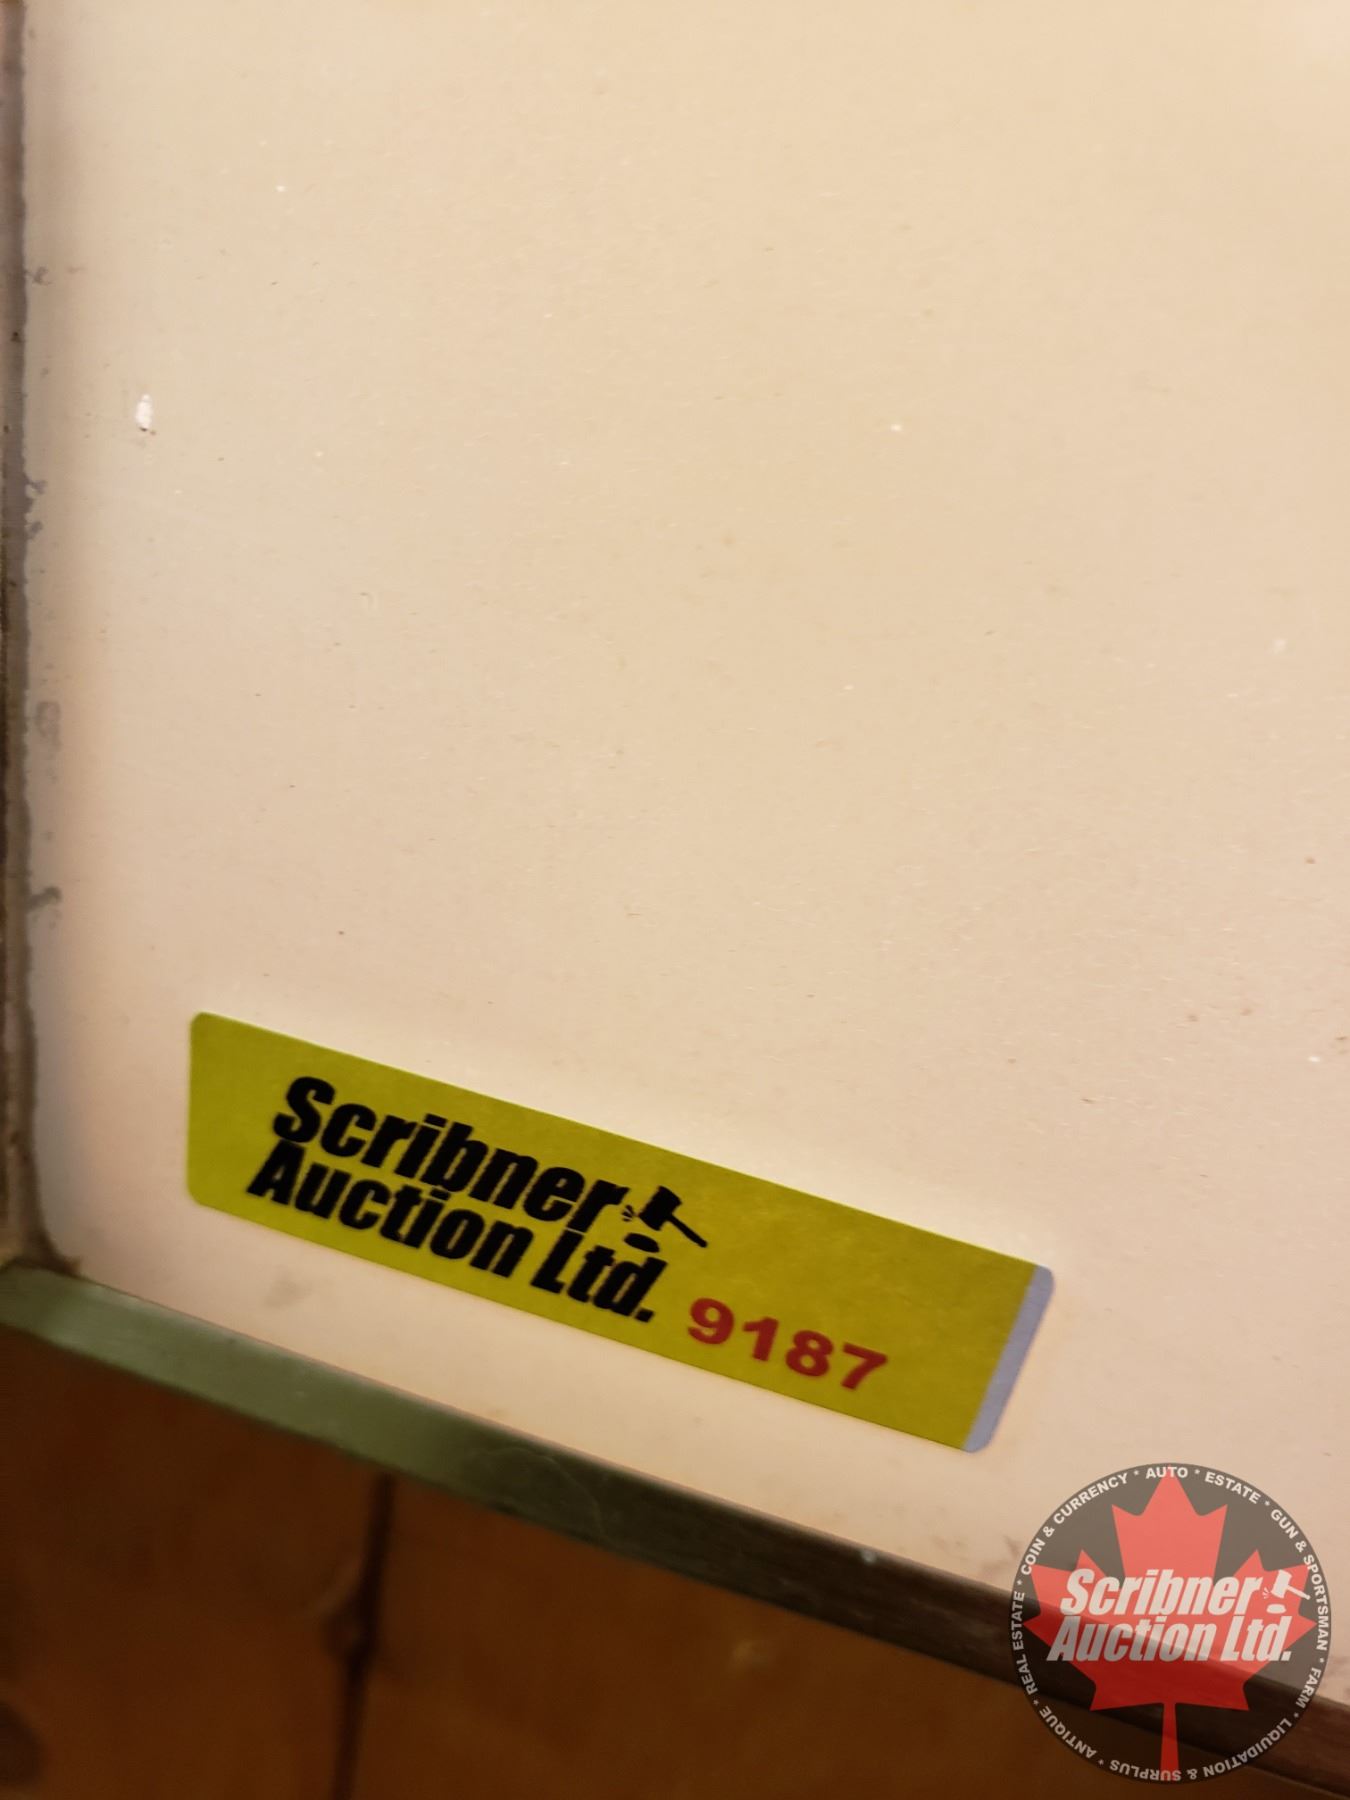 Scribner
Auction Ltd.
9187
COIN & CURRENCY * AUTO * ESTATE * GUN & SPORTSMAN * FARM * LIQUIDATION & SURPLUS * ANTIQUE * REAL ESTATE *
Scribner
Auction Ltd.